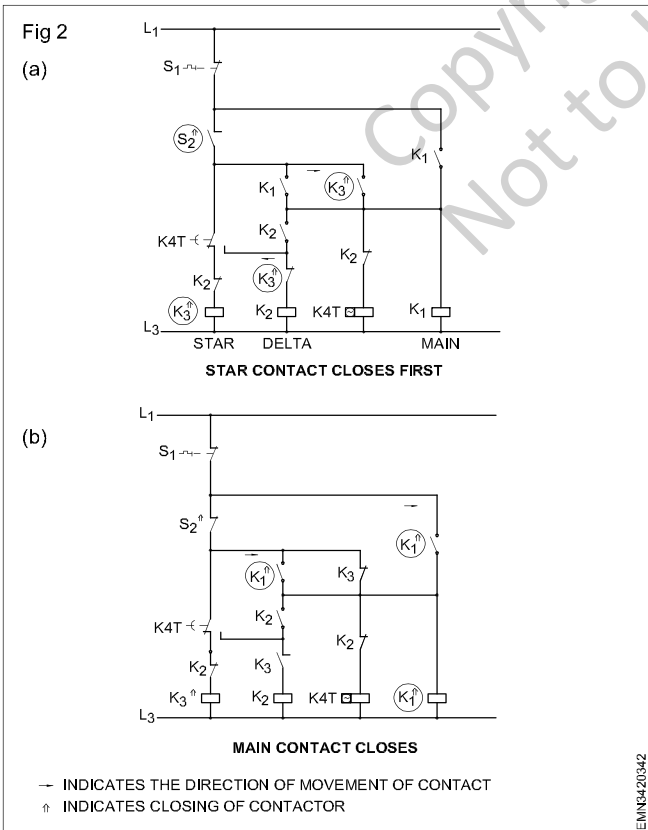 Fig 2
(a)
L1
S1
S2
K1
K1
K3
K4T
K2
K2
K2
K3
K3
K2
K4T
K1
L3
STAR DELTA MAIN
STAR CONTACT CLOSES FIRST
(b)
L1
S1
S2
K1
K1
K3
K4T
K2
K2
K2
K3
K3
K2
K4T
K1
L3
MAIN CONTACT CLOSES
→ INDICATES THE DIRECTION OF MOVEMENT OF CONTACT
⇑ INDICATES CLOSING OF CONTACTOR
EMN3420342
Not to